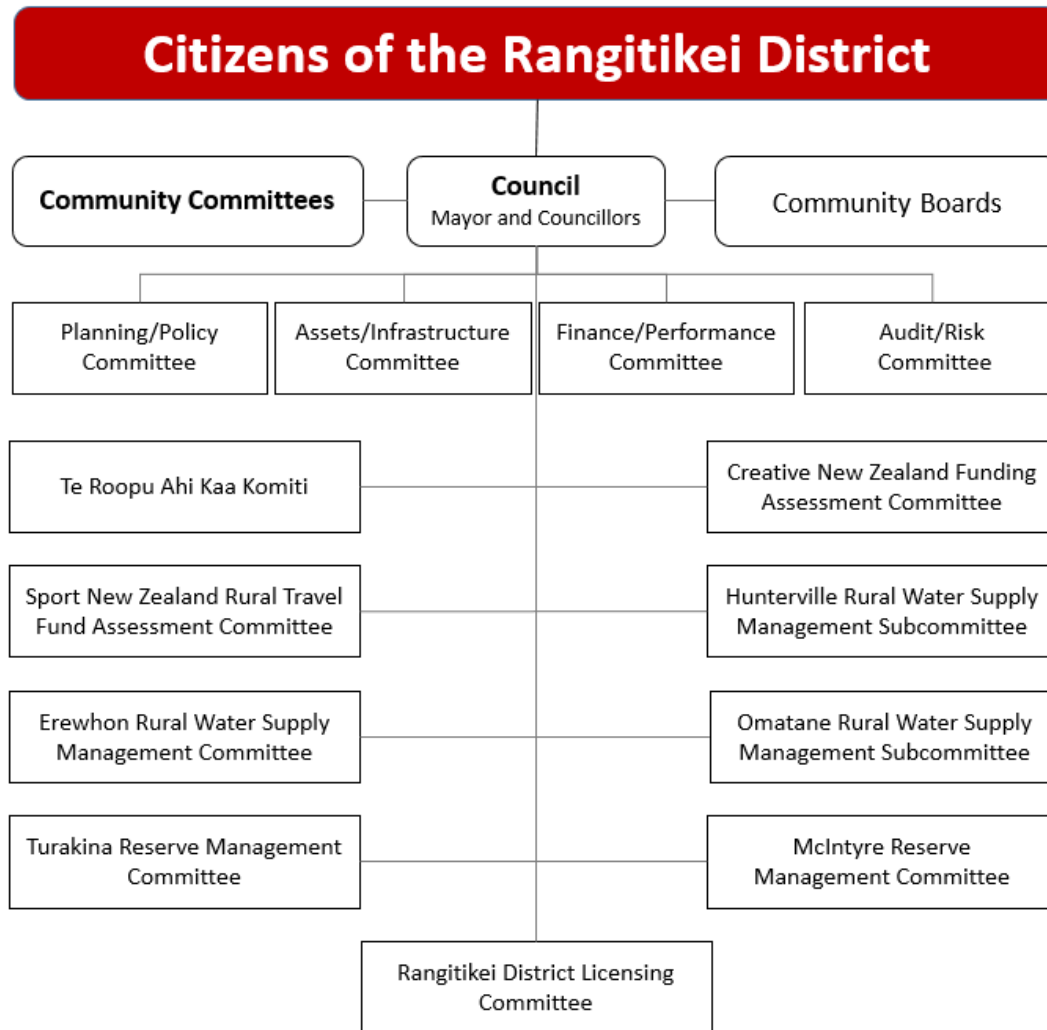 Citizens of the Rangitikei District
Community Committees
Council
Mayor and Councillors
Community Boards
Planning/Policy
Committee
Assets/Infrastructure
Committee
Finance/Performance
Committee
Audit/Risk
Committee
Te Roopu Ahi Kaa Komiti
Creative New Zealand Funding
Assessment Committee
Sport New Zealand Rural Travel
Fund Assessment Committee
Hunterville Rural Water Supply
Management Subcommittee
Erewhon Rural Water Supply
Management Committee
Omatane Rural Water Supply
Management Subcommittee
Turakina Reserve Management
Committee
McIntyre Reserve
Management Committee
Rangitikei District Licensing
Committee